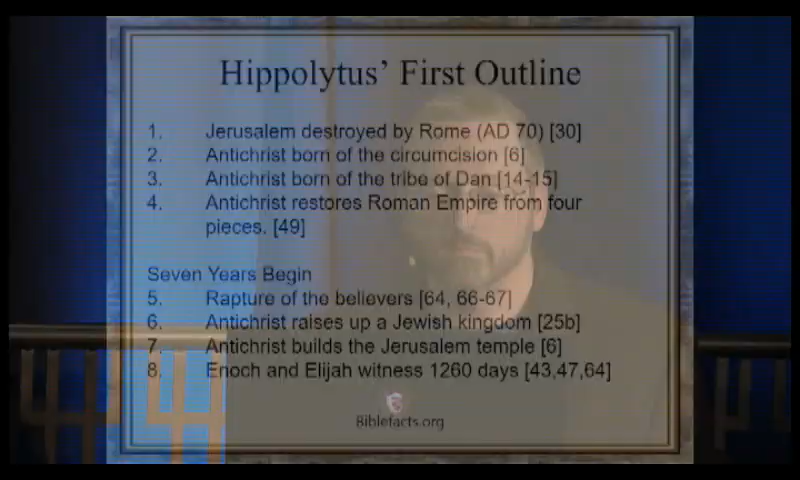 Hippolytus’ First Outline
1. Jerusalem destroyed by Rome (AD 70) [30]
2. Antichrist born of the circumcision [6]
3. Antichrist born of the tribe of Dan [14-15]
4. Antichrist restores Roman Empire from four
pieces. [49]
Seven Years Begin
5. Rapture of the believers [64, 66-67]
6. Antichrist raises up a Jewish kingdom [25b]
7. Antichrist builds the Jerusalem temple [6]
8. Enoch and Elijah witness 1260 days [43,47,64]
Biblefacts.org